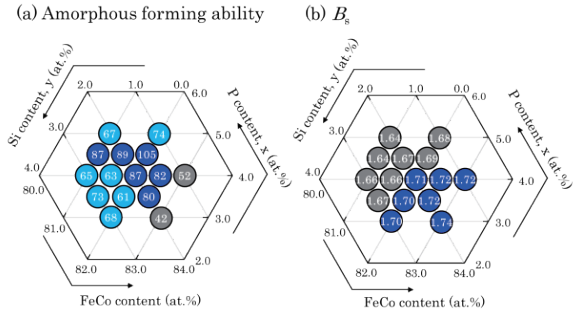 (a) Amorphous forming ability
Si content, y (at.%)
P content, x (at.%)
2.0 1.0 0.0
6.0
3.0
5.0
67 74
87 89 105
4.0
65 63 87 82 52
4.0
80.0
73 61 80
81.0
68 42
3.0
82.0 83.0 84.0
2.0
FeCo content (at.%)
(b) Bs
Si content, y (at.%)
P content, x (at.%)
2.0 1.0 0.0
6.0
3.0
5.0
1.64 1.68
1.64 1.67 1.69
4.0
1.66 1.66 1.71 1.72 1.72
4.0
80.0
1.67 1.70 1.72
81.0
1.70 1.74
3.0
82.0 83.0 84.0
2.0
FeCo content (at.%)